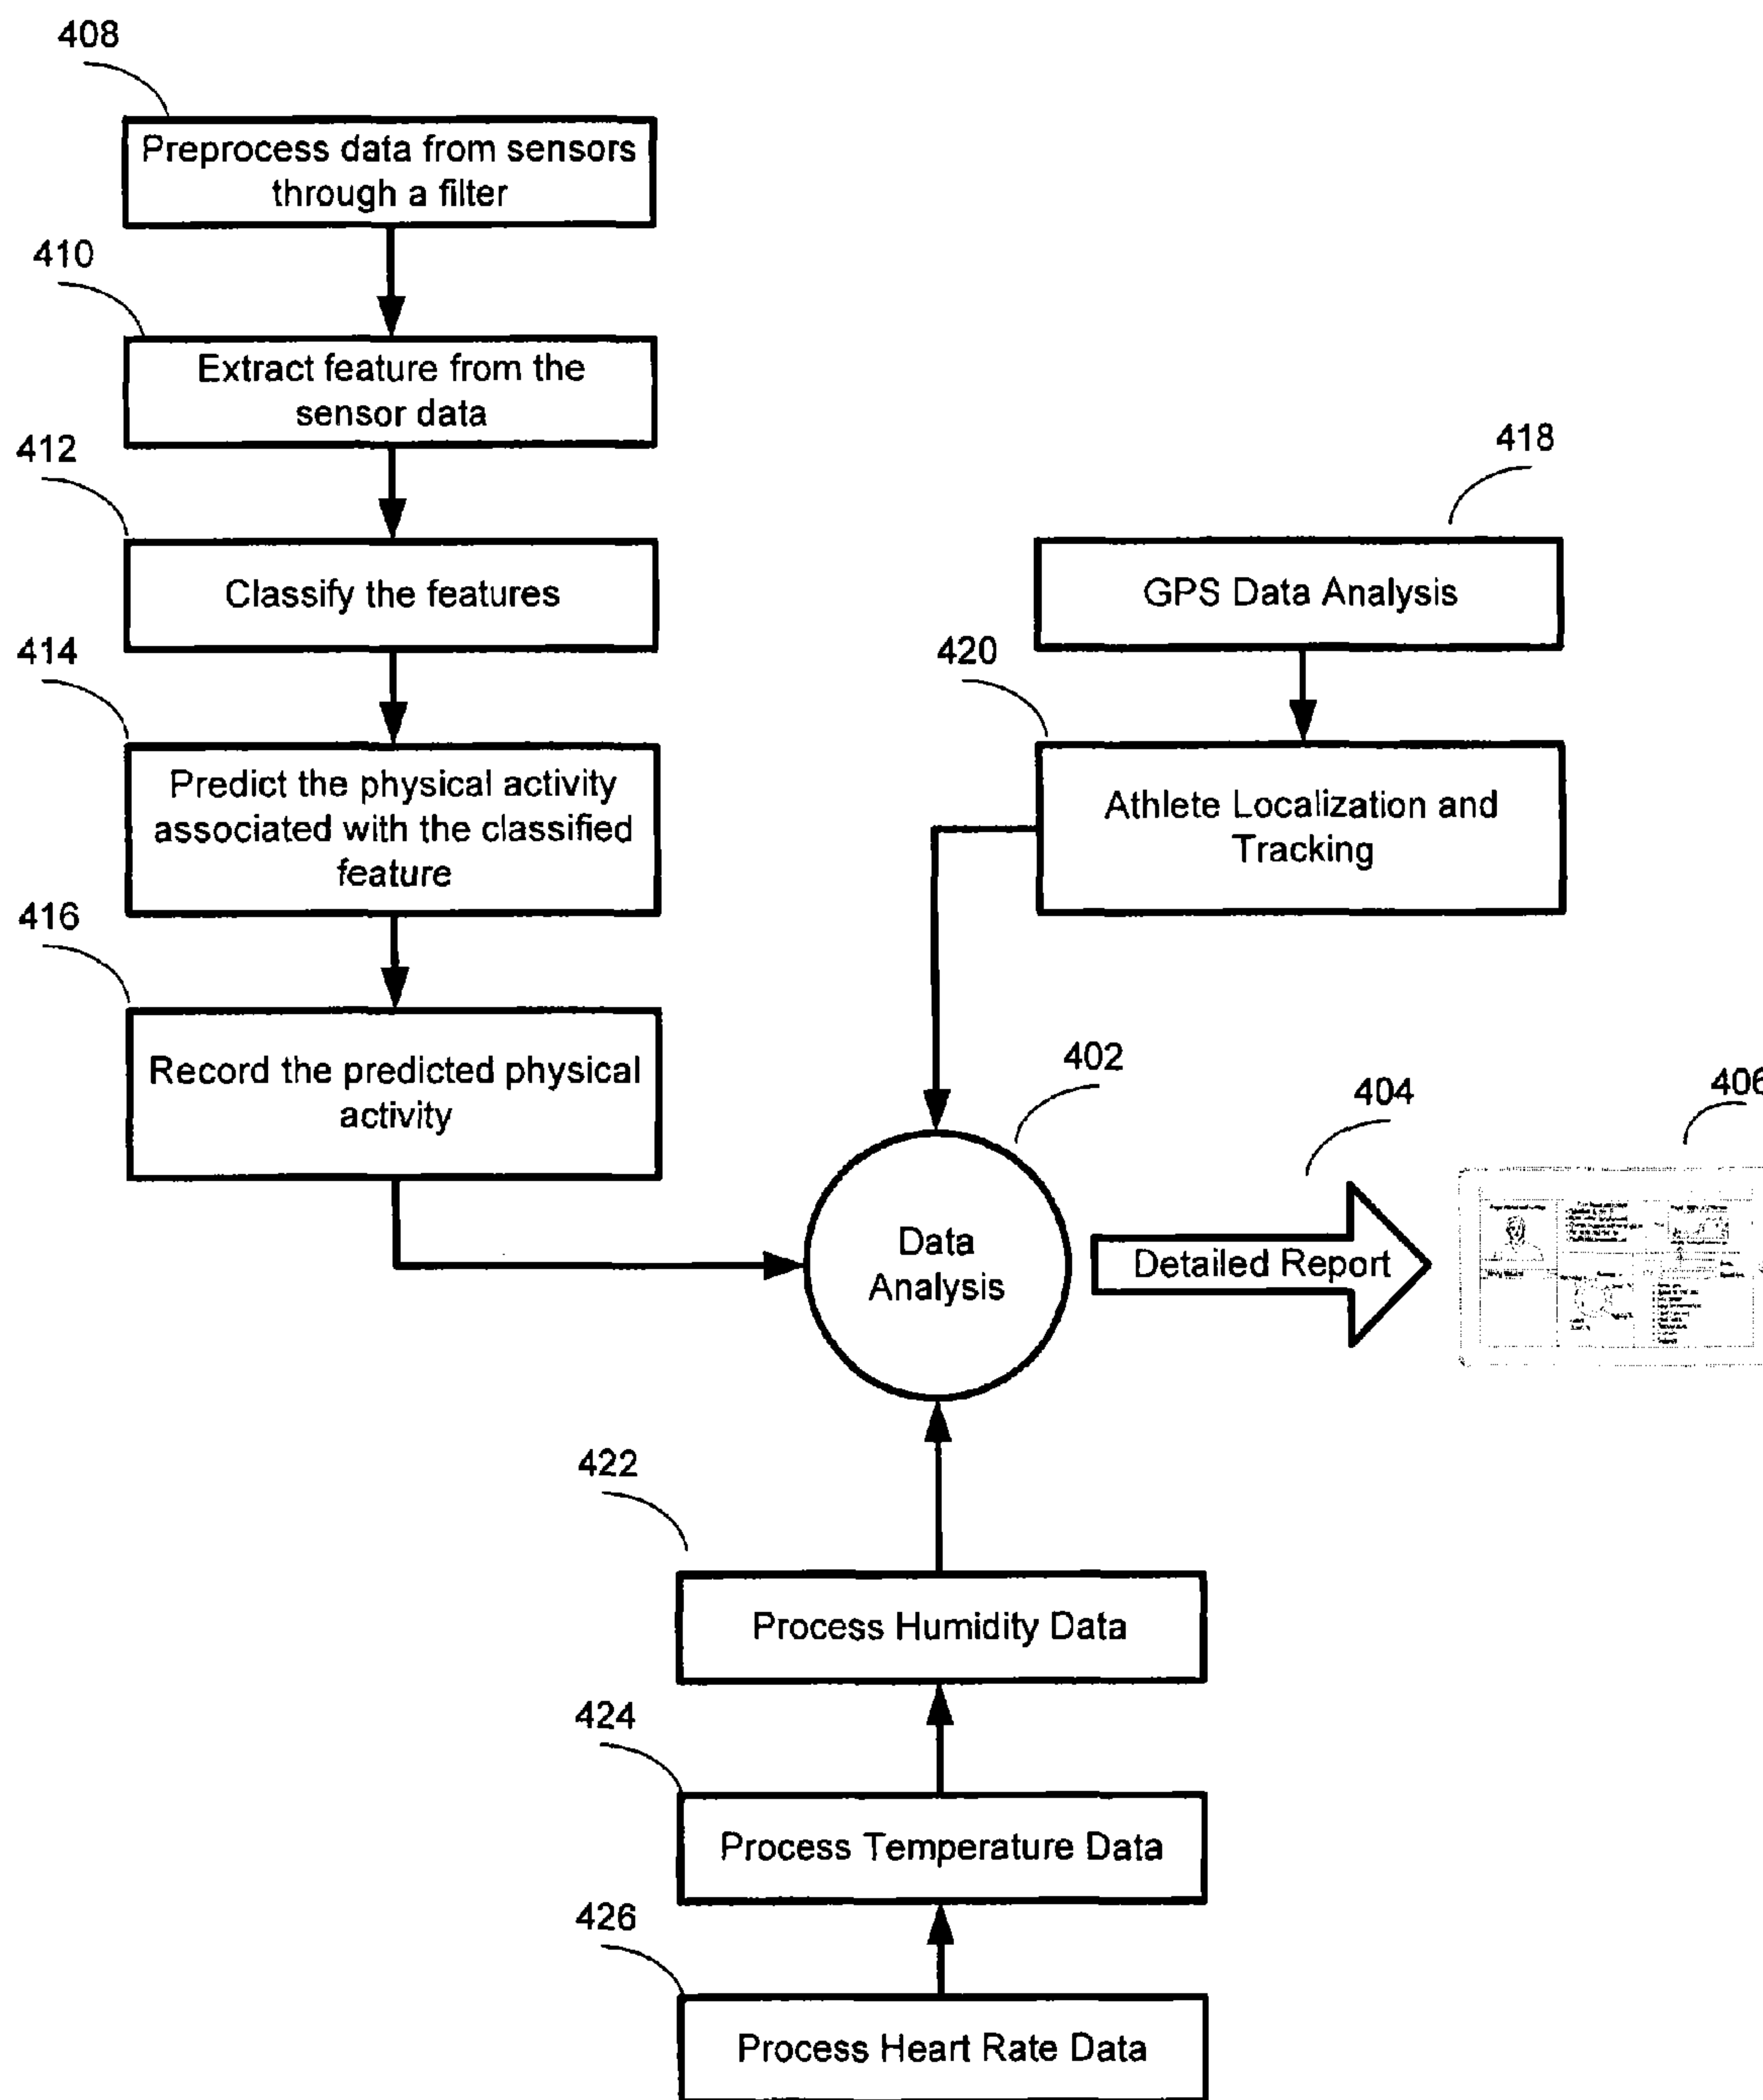 408
Preprocess data from sensors
through a filter
410
Extract feature from the
sensor data
412
Classify the features
414
Predict the physical activity
associated with the classified
feature
416
Record the predicted physical
activity
418
GPS Data Analysis
420
Athlete Localization and
Tracking
402
Data
Analysis
404
Detailed Report
406
422
Process Humidity Data
424
Process Temperature Data
426
Process Heart Rate Data